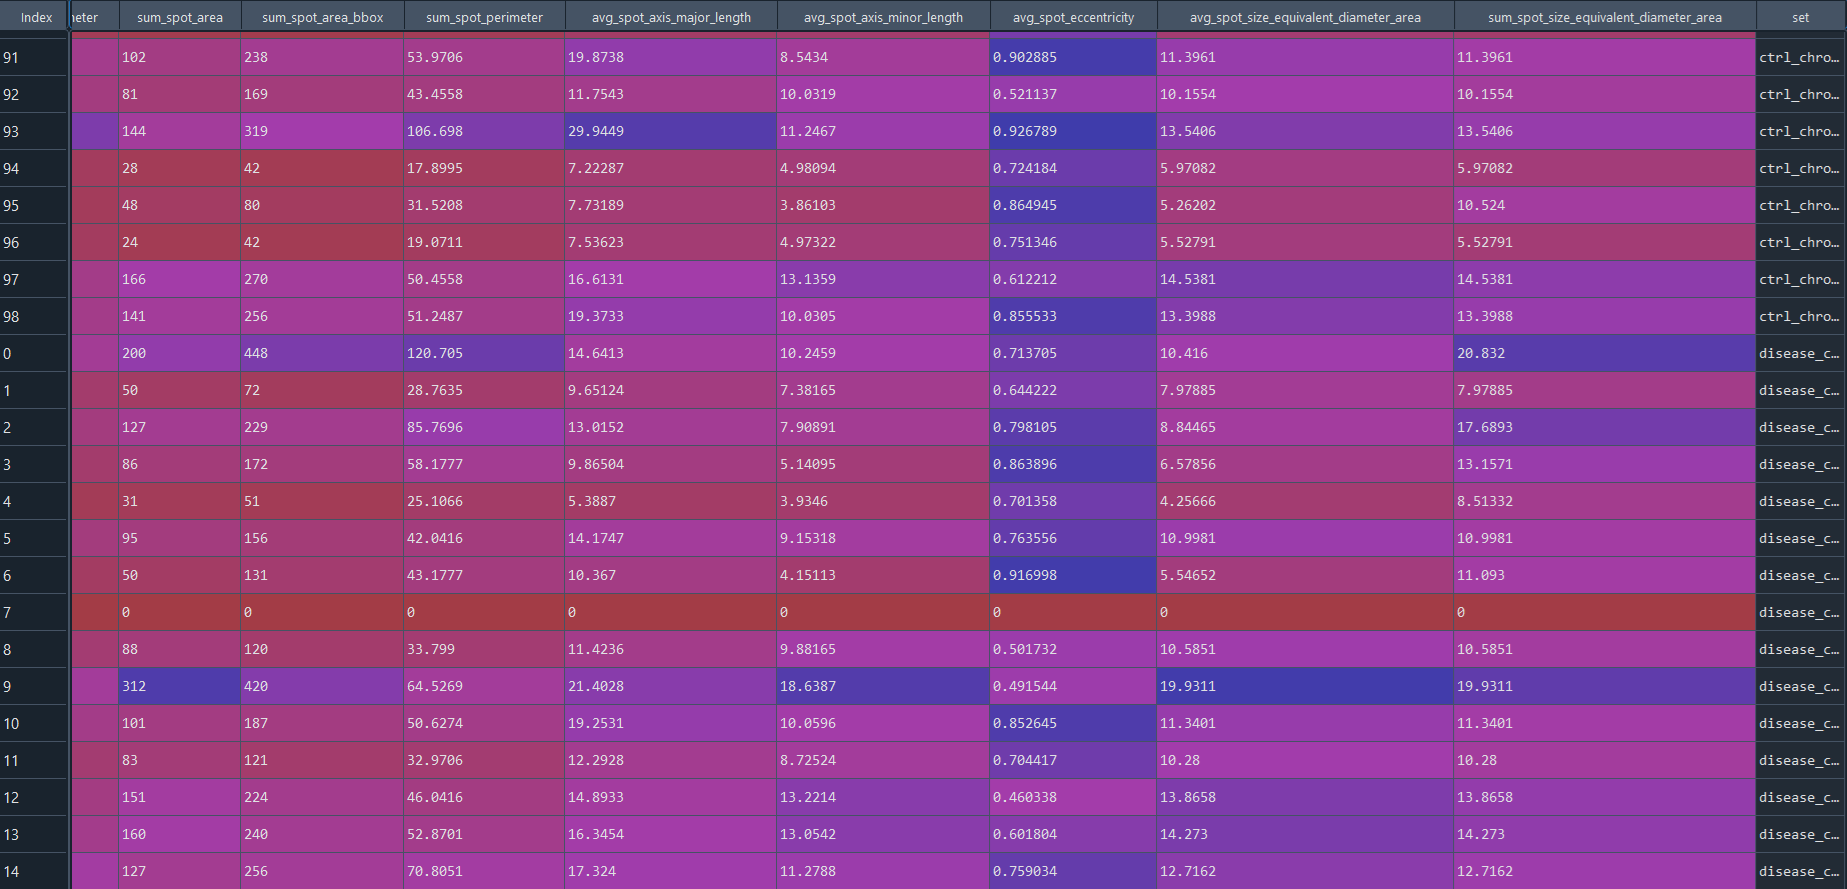 Index neter sum_spot_area sum_spot_area_bbox sum_spot_perimeter avg_spot_axis_major_length avg_spot_axis_minor_length avg_spot_eccentricity avg_spot_size_equivalent_diameter_area sum_spot_size_equivalent_diameter_area set
91 102 238 53.9706 19.8738 8.5434 0.902885 11.3961 11.3961 ctrl_chro…
92 81 169 43.4558 11.7543 10.0319 0.521137 10.1554 10.1554 ctrl_chro…
93 144 319 106.698 29.9449 11.2467 0.926789 13.5406 13.5406 ctrl_chro…
94 28 42 17.8995 7.22287 4.98094 0.724184 5.97082 5.97082 ctrl_chro…
95 48 80 31.5208 7.73189 3.86103 0.864945 5.26202 10.524 ctrl_chro…
96 24 42 19.0711 7.53623 4.97322 0.751346 5.52791 5.52791 ctrl_chro…
97 166 270 50.4558 16.6131 13.1359 0.612212 14.5381 14.5381 ctrl_chro…
98 141 256 51.2487 19.3733 10.0305 0.855533 13.3988 13.3988 ctrl_chro…
0 200 448 120.705 14.6413 10.2459 0.713705 10.416 20.832 disease_c…
1 50 72 28.7635 9.65124 7.38165 0.644222 7.97885 7.97885 disease_c…
2 127 229 85.7696 13.0152 7.90891 0.798105 8.84465 17.6893 disease_c…
3 86 172 58.1777 9.86504 5.14095 0.863896 6.57856 13.1571 disease_c…
4 31 51 25.1066 5.3887 3.9346 0.701358 4.25666 8.51332 disease_c…
5 95 156 42.0416 14.1747 9.15318 0.763556 10.9981 10.9981 disease_c…
6 50 131 43.1777 10.367 4.15113 0.916998 5.54652 11.093 disease_c…
7 0 0 0 0 0 0 0 0 disease_c…
8 88 120 33.799 11.4236 9.88165 0.501732 10.5851 10.5851 disease_c…
9 312 420 64.5269 21.4028 18.6387 0.491544 19.9311 19.9311 disease_c…
10 101 187 50.6274 19.2531 10.0596 0.852645 11.3401 11.3401 disease_c…
11 83 121 32.9706 12.2928 8.72524 0.704417 10.28 10.28 disease_c…
12 151 224 46.0416 14.8933 13.2214 0.460338 13.8658 13.8658 disease_c…
13 160 240 52.8701 16.3454 13.0542 0.601804 14.273 14.273 disease_c…
14 127 256 70.8051 17.324 11.2788 0.759034 12.7162 12.7162 disease_c…